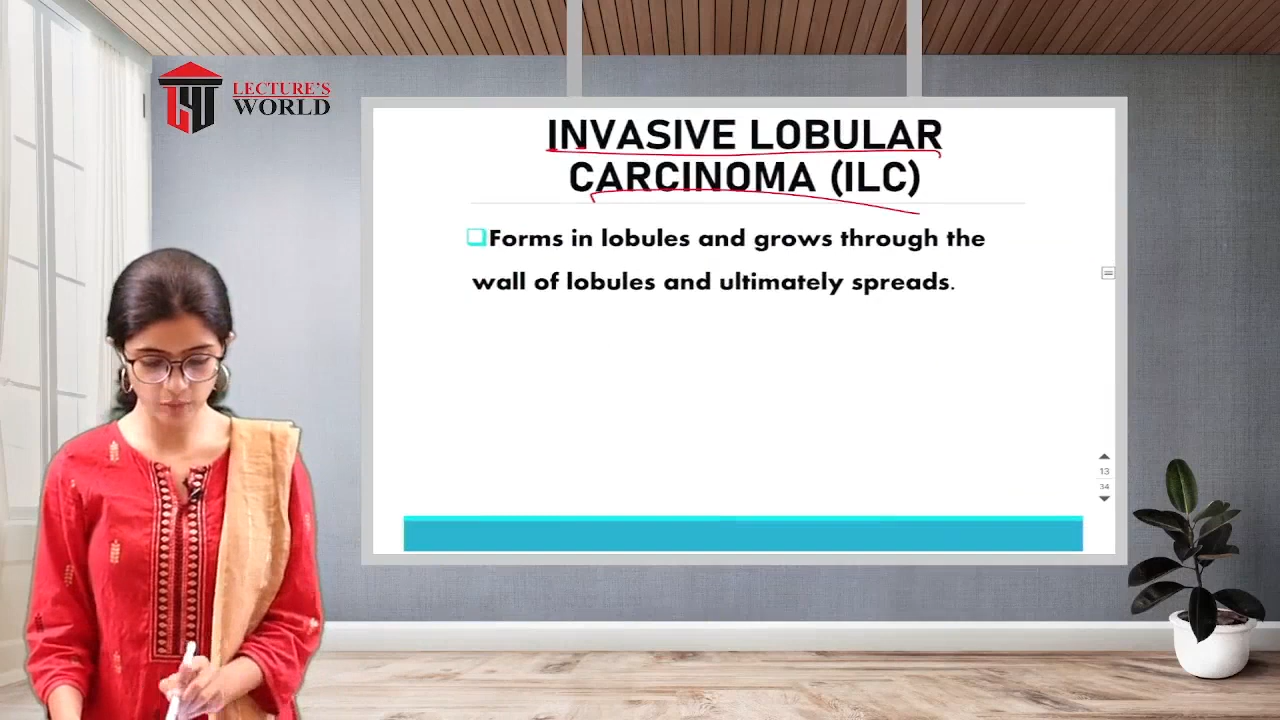 LECTURE'S
WORLD
INVASIVE LOBULAR
CARCINOMA (ILC)
❑Forms in lobules and grows through the
wall of lobules and ultimately spreads.
13
34